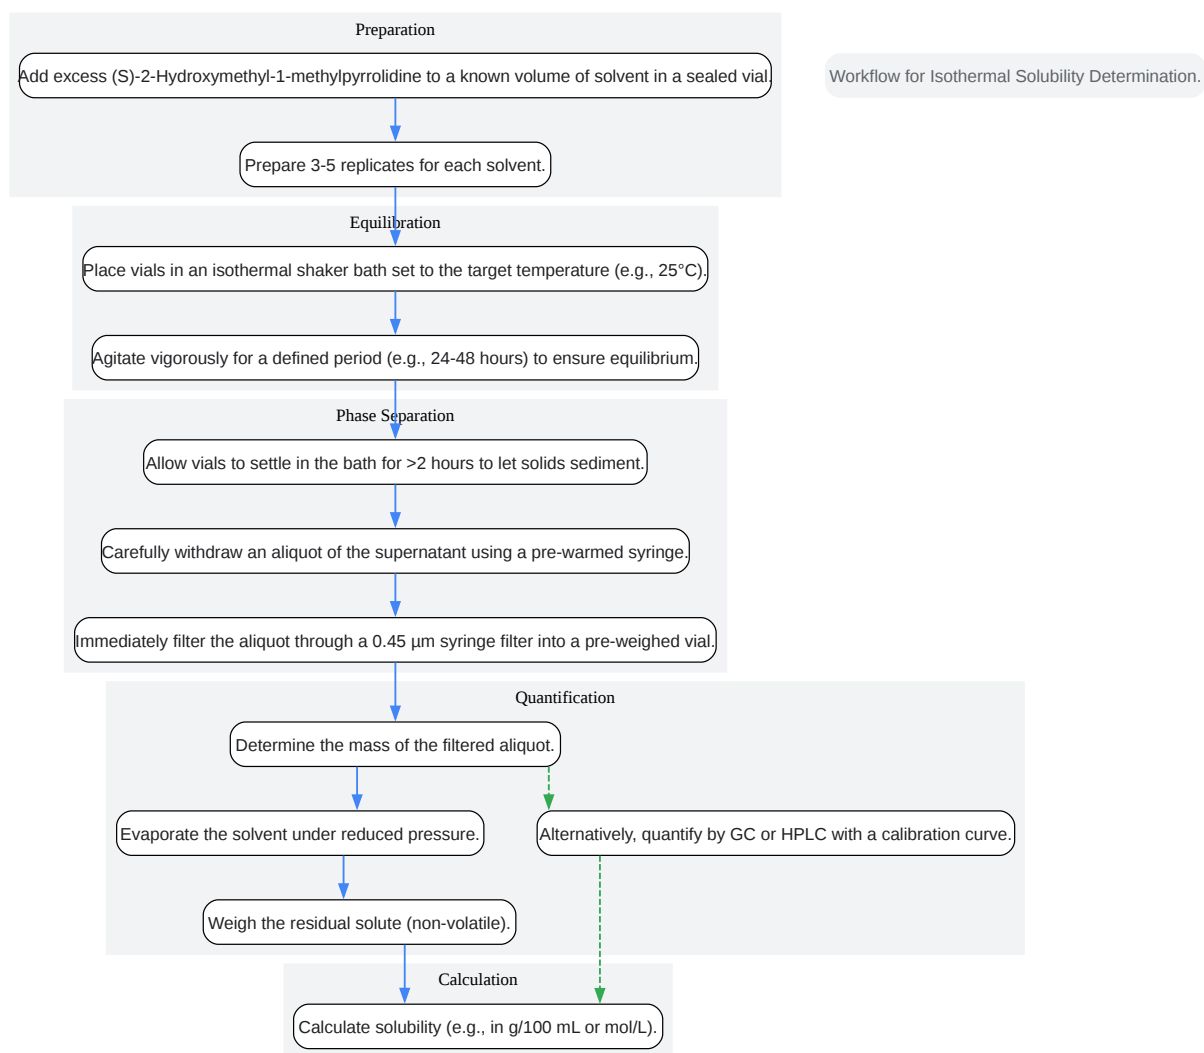 Preparation
Add excess (S)-2-Hydroxymethyl-1-methylpyrrolidine to a known volume of solvent in a sealed vial.
Workflow for Isothermal Solubility Determination.
Prepare 3-5 replicates for each solvent.
Equilibration
Place vials in an isothermal shaker bath set to the target temperature (e.g., 25°C).
Agitate vigorously for a defined period (e.g., 24-48 hours) to ensure equilibrium.
Phase Separation
Allow vials to settle in the bath for >2 hours to let solids sediment.
Carefully withdraw an aliquot of the supernatant using a pre-warmed syringe.
Immediately filter the aliquot through a 0.45 µm syringe filter into a pre-weighed vial.
Quantification
Determine the mass of the filtered aliquot.
Evaporate the solvent under reduced pressure.
Alternatively, quantify by GC or HPLC with a calibration curve.
Weigh the residual solute (non-volatile).
Calculation
Calculate solubility (e.g., in g/100 mL or mol/L).